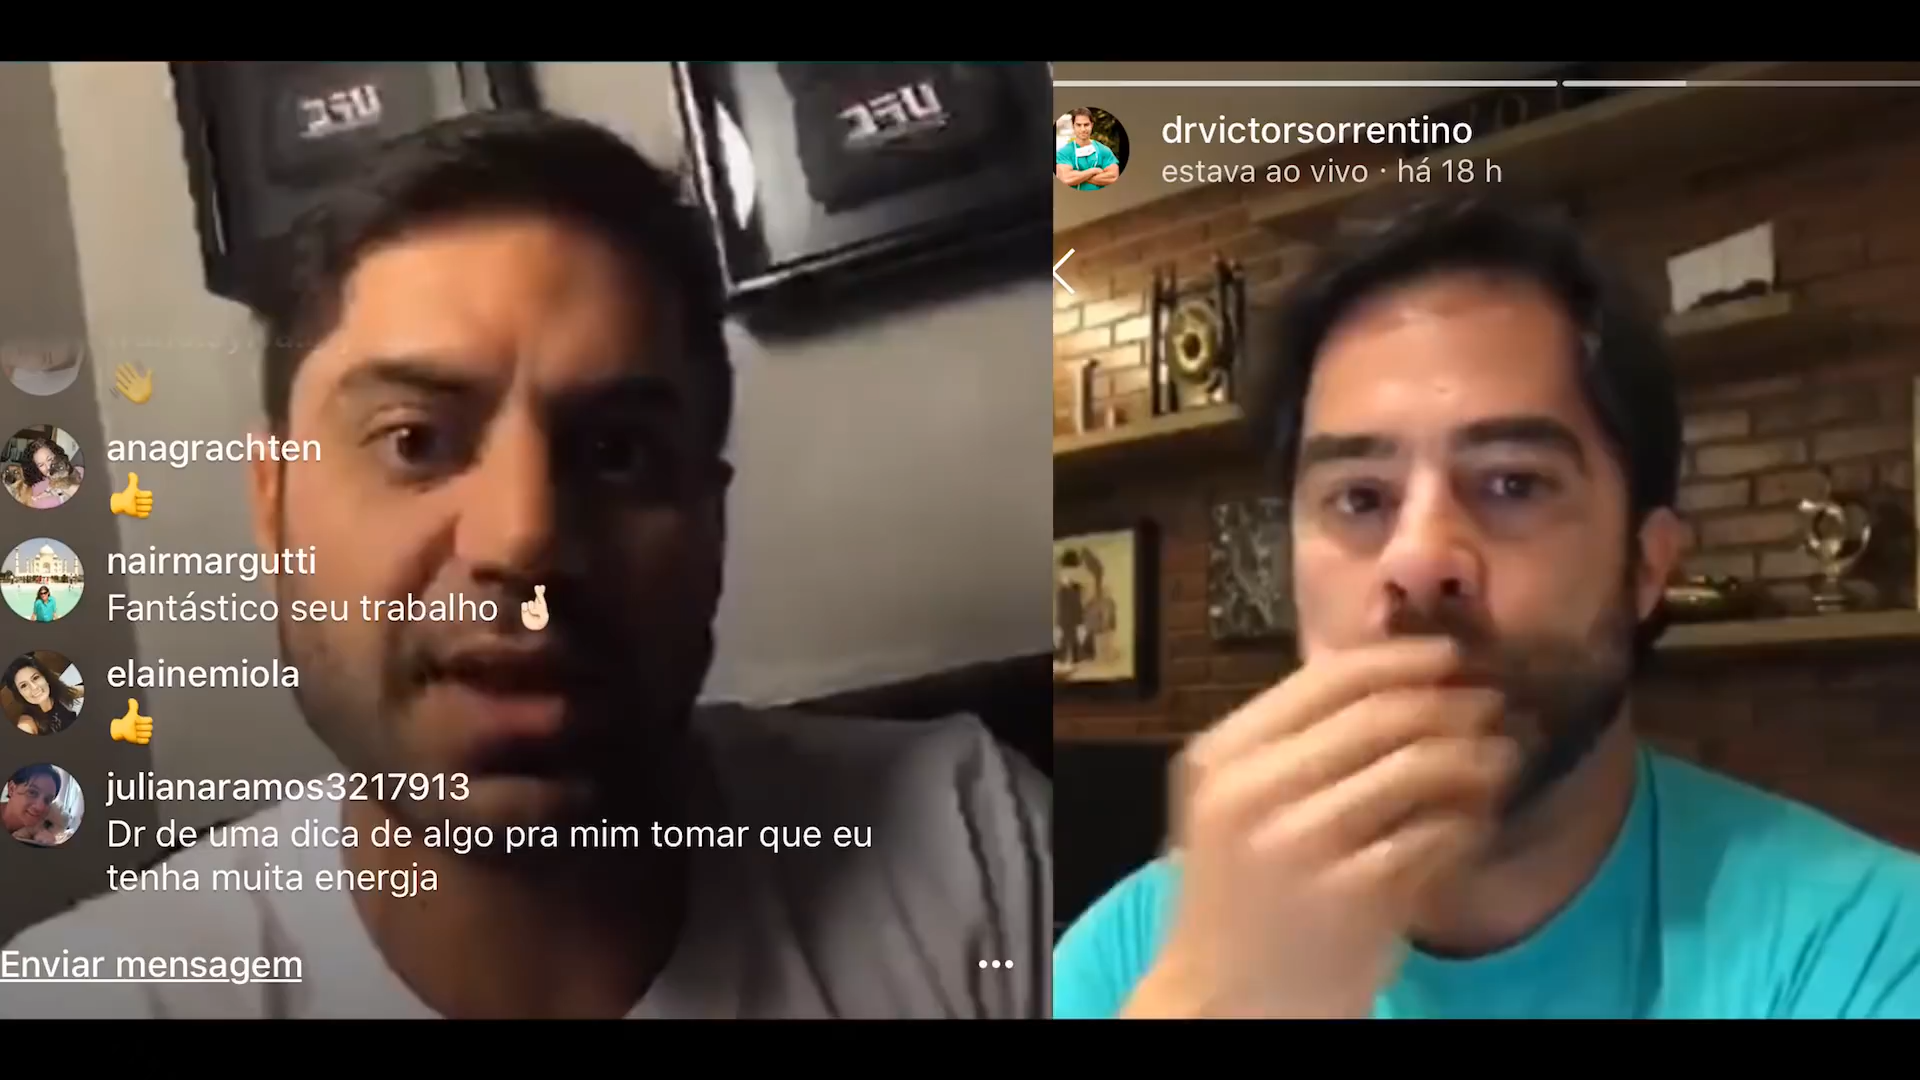 drvictorsorrentino
estava ao vivo · há 18 h
👋
anagrachten
👍
nairmargutti
Fantástico seu trabalho 🤞🏻
elainemiola
👍
julianaramos3217913
Dr de uma dica de algo pra mim tomar que eu
tenha muita energja
Enviar mensagem